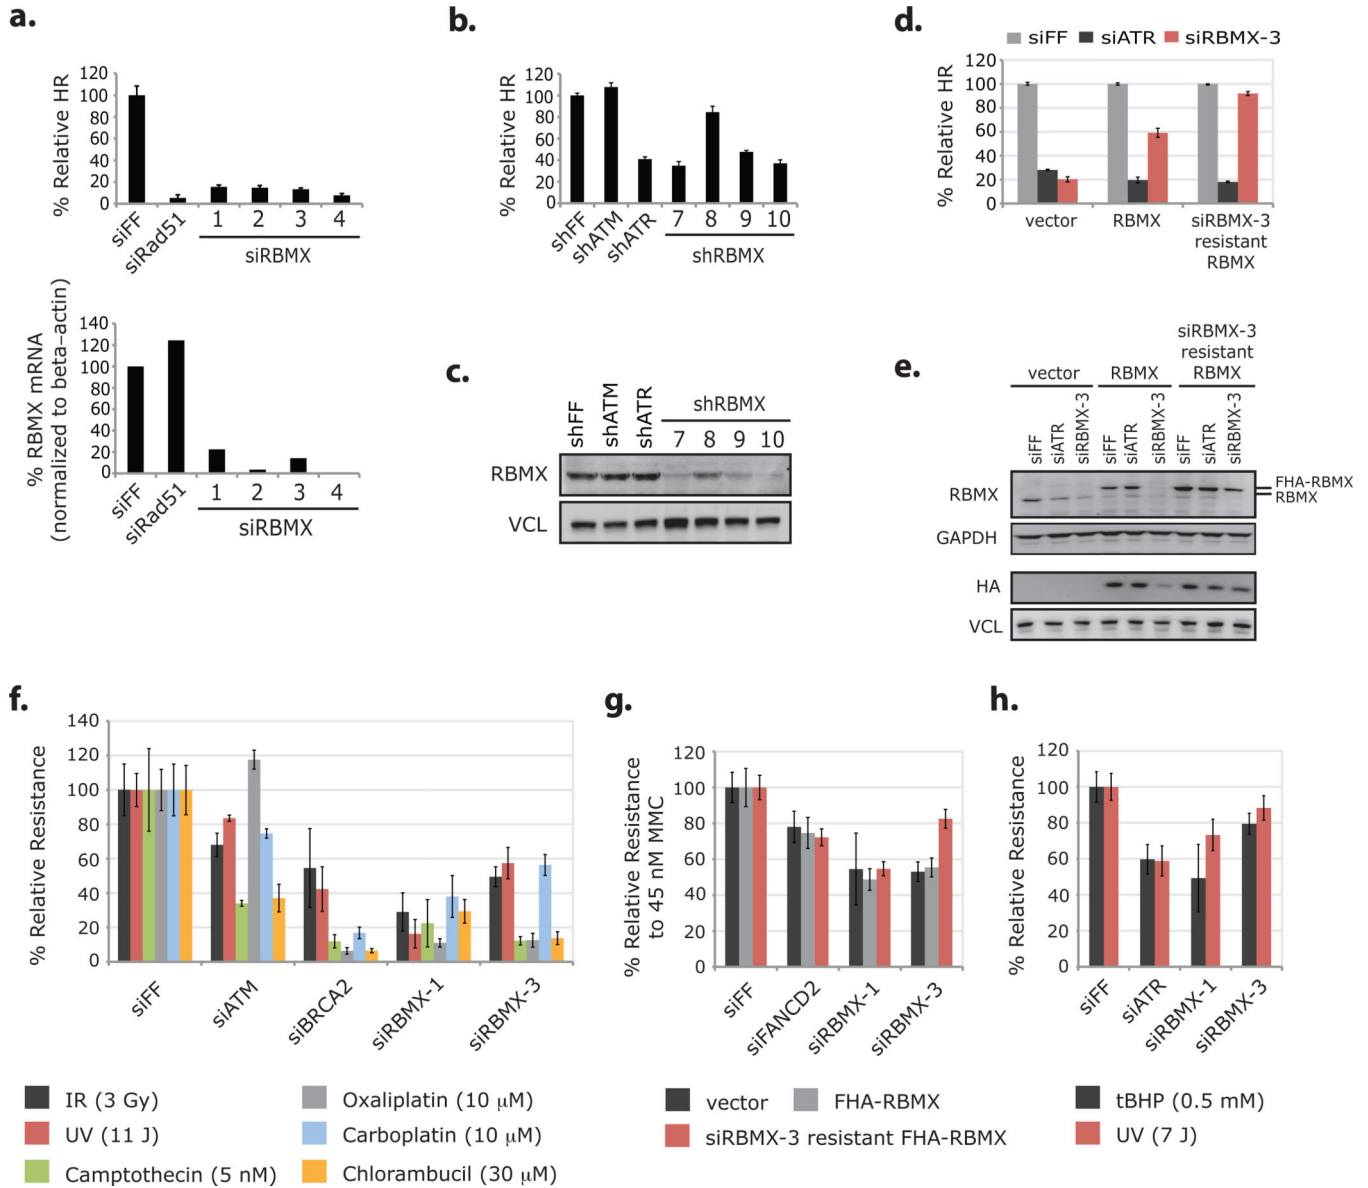 a.
% Relative HR
120
100
80
60
40
20
0
siFF
siRad51
1 2 3 4
siRBMX
% RBMX mRNA
(normalized to beta-actin)
140
120
100
80
60
40
20
0
siFF
siRad51
1 2 3 4
siRBMX
b.
% Relative HR
120
100
80
60
40
20
0
shFF
shATM
shATR
7 8 9 10
shRBMX
c.
shFF
shATM
shATR
shRBMX
7 8 9 10
RBMX
VCL
d.
siFF siATR siRBMX-3
% Relative HR
120
100
80
60
40
20
0
vector
RBMX
siRBMX-3
resistant
RBMX
e.
vector
RBMX
siRBMX-3
resistant
RBMX
siFF
siATR
siRBMX-3
siFF
siATR
siRBMX-3
siFF
siATR
siRBMX-3
RBMX
FHA-RBMX
RBMX
GAPDH
HA
VCL
f.
% Relative Resistance
140
120
100
80
60
40
20
0
siFF
siATM
siBRCA2
siRBMX-1
siRBMX-3
IR (3 Gy)
UV (11 J)
Camptothecin (5 nM)
Oxaliplatin (10 μM)
Carboplatin (10 μM)
Chlorambucil (30 μM)
g.
% Relative Resistance
to 45 nM MMC
120
100
80
60
40
20
0
siFF
siFANCD2
siRBMX-1
siRBMX-3
vector
FHA-RBMX
siRBMX-3 resistant FHA-RBMX
h.
% Relative Resistance
120
100
80
60
40
20
0
siFF
siATR
siRBMX-1
siRBMX-3
tBHP (0.5 mM)
UV (7 J)